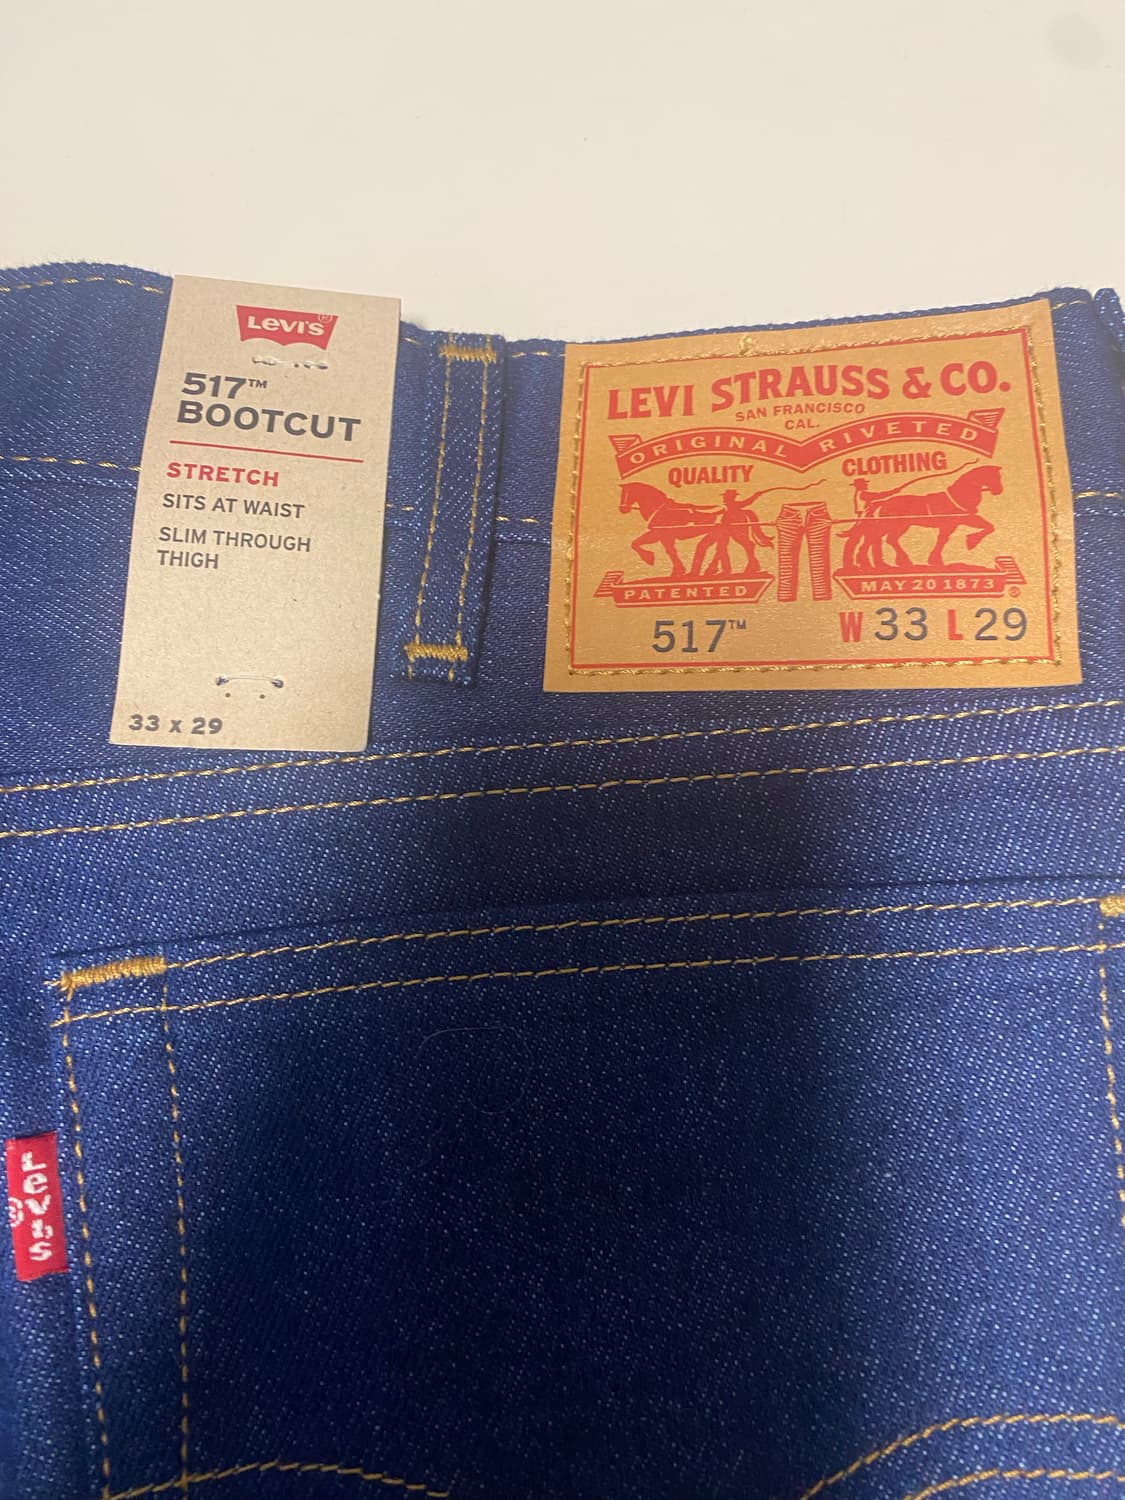 Levi's®
517™
BOOTCUT
STRETCH
SITS AT WAIST
SLIM THROUGH
THIGH
33 x 29
LEVI STRAUSS & CO.
SAN FRANCISCO
CAL.
ORIGINAL RIVETED
QUALITY CLOTHING
PATENTED MAY 20 1873 ®
517™ W 33 L 29
Levi's®